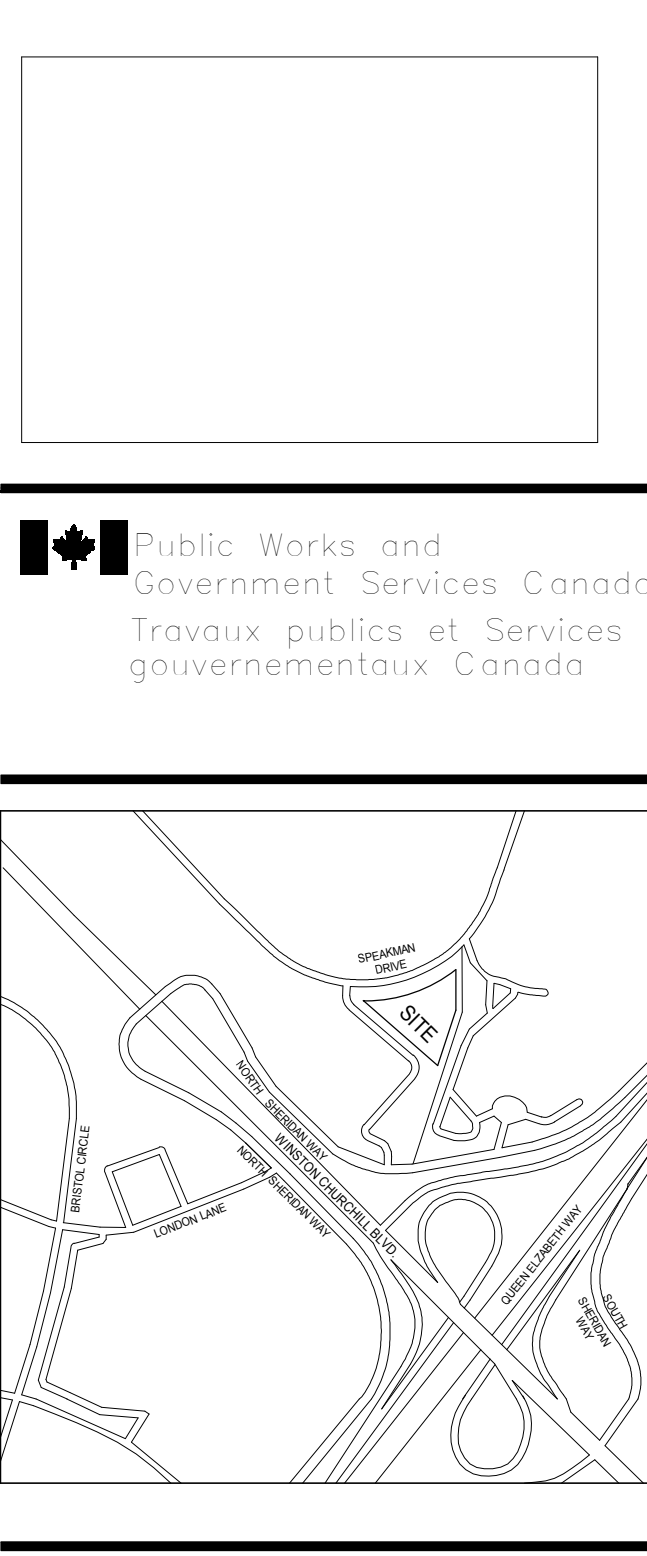 Public Works and
Government Services Canada
Travaux publics et Services
gouvernementaux Canada
SPEAKMAN
DRIVE
SITE
NORTH SHERIDAN WAY
WINSTON CHURCHILL BLVD.
NORTH SHERIDAN WAY
BRISTOL CIRCLE
LONDON LANE
QUEEN ELZABETH WAY
SOUTH
SHERIDAN
WAY